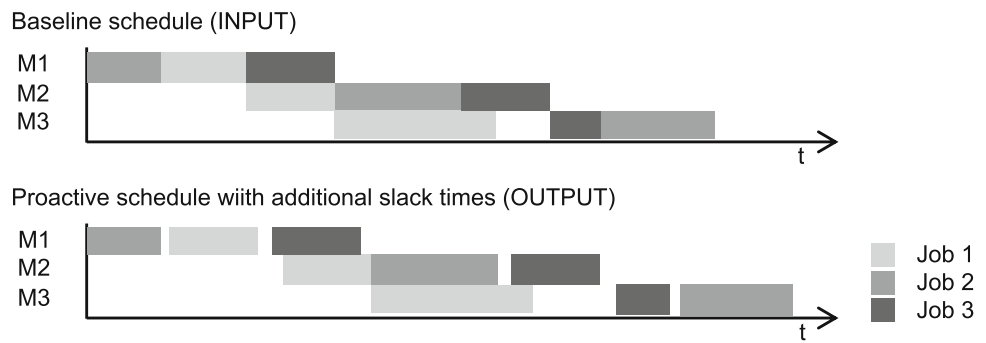 Baseline schedule (INPUT)
M1
M2
M3
t
Proactive schedule wiith additional slack times (OUTPUT)
M1
M2
M3
t
Job 1
Job 2
Job 3